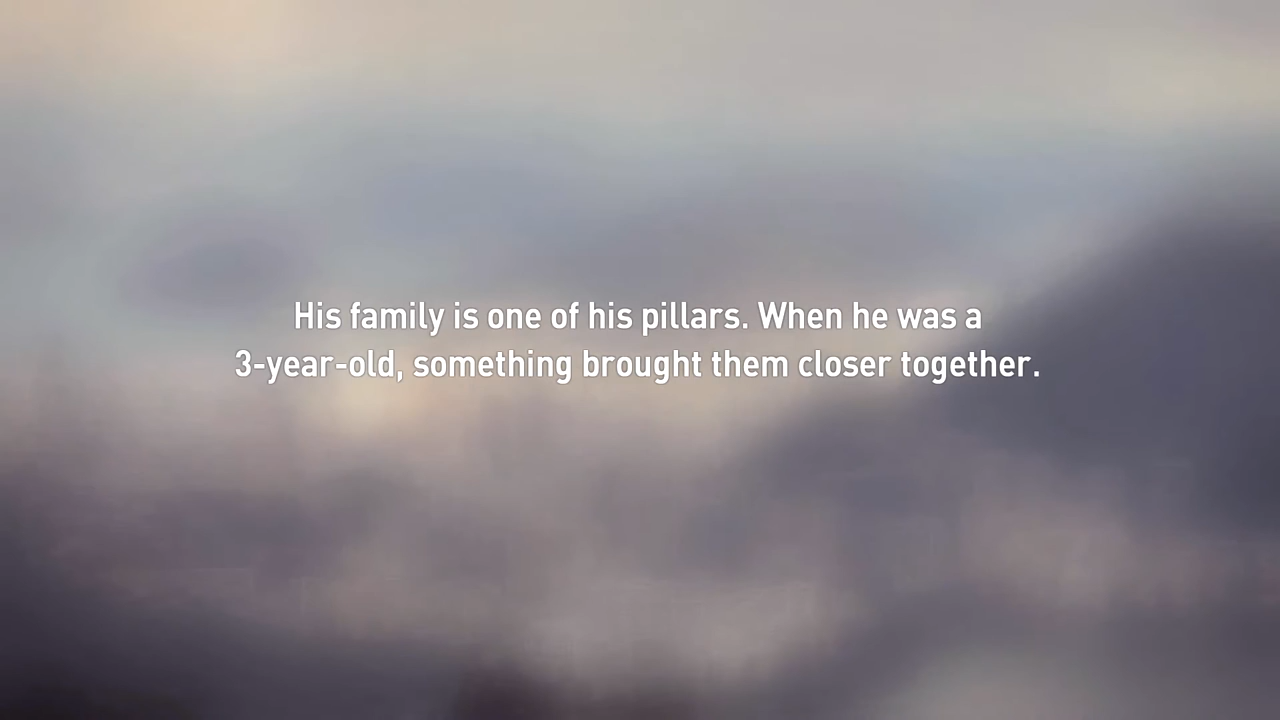 His family is one of his pillars. When he was a
3-year-old, something brought them closer together.